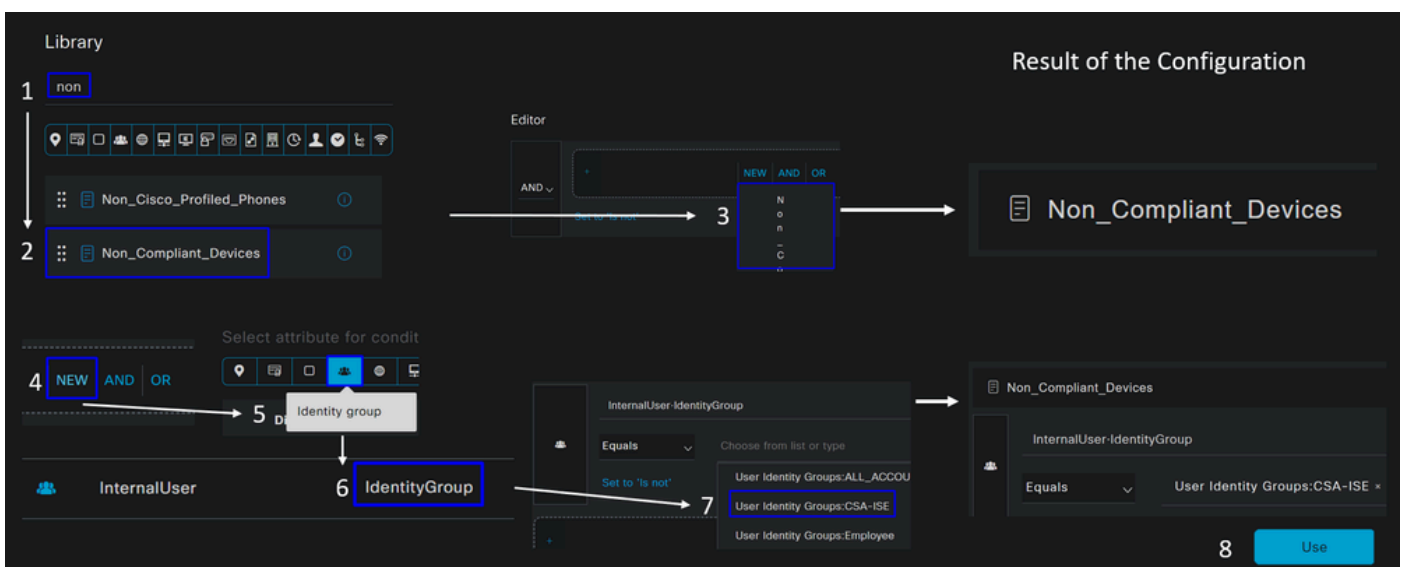 Library
Result of the Configuration
1
non
Editor
Non_Cisco_Profiled_Phones
AND
NEW AND OR
2
Non_Compliant_Devices
Set to 'Is not'
3
N
o
n
_
C
Non_Compliant_Devices
Select attribute for condit
4
NEW AND OR
5
Di
Identity group
InternalUser
6
IdentityGroup
InternalUser·IdentityGroup
Equals
Choose from list or type
Set to 'Is not'
User Identity Groups:ALL_ACCOU
7
User Identity Groups:CSA-ISE
User Identity Groups:Employee
Non_Compliant_Devices
InternalUser·IdentityGroup
Equals
User Identity Groups:CSA-ISE ×
8
Use